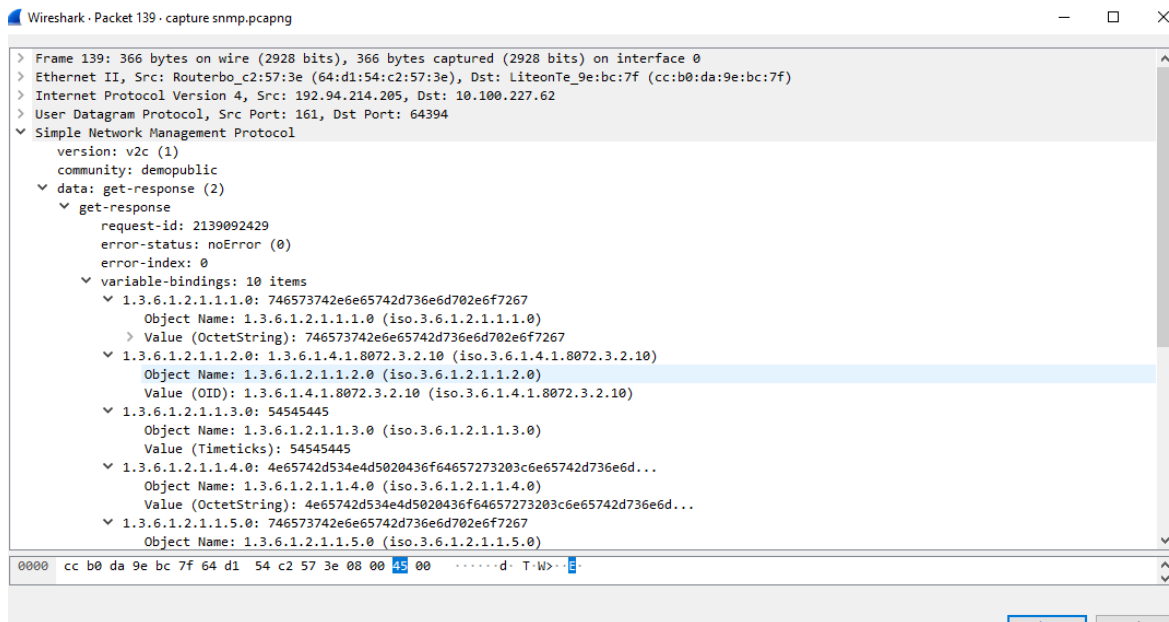 Wireshark · Packet 139 · capture snmp.pcapng
Frame 139: 366 bytes on wire (2928 bits), 366 bytes captured (2928 bits) on interface 0
Ethernet II, Src: Routerbo_c2:57:3e (64:d1:54:c2:57:3e), Dst: LiteonTe_9e:bc:7f (cc:b0:da:9e:bc:7f)
Internet Protocol Version 4, Src: 192.94.214.205, Dst: 10.100.227.62
User Datagram Protocol, Src Port: 161, Dst Port: 64394
Simple Network Management Protocol
version: v2c (1)
community: demopublic
data: get-response (2)
get-response
request-id: 2139092429
error-status: noError (0)
error-index: 0
variable-bindings: 10 items
1.3.6.1.2.1.1.1.0: 746573742e6e65742d736e6d702e6f7267
Object Name: 1.3.6.1.2.1.1.1.0 (iso.3.6.1.2.1.1.1.0)
Value (OctetString): 746573742e6e65742d736e6d702e6f7267
1.3.6.1.2.1.1.2.0: 1.3.6.1.4.1.8072.3.2.10 (iso.3.6.1.4.1.8072.3.2.10)
Object Name: 1.3.6.1.2.1.1.2.0 (iso.3.6.1.2.1.1.2.0)
Value (OID): 1.3.6.1.4.1.8072.3.2.10 (iso.3.6.1.4.1.8072.3.2.10)
1.3.6.1.2.1.1.3.0: 54545445
Object Name: 1.3.6.1.2.1.1.3.0 (iso.3.6.1.2.1.1.3.0)
Value (Timeticks): 54545445
1.3.6.1.2.1.1.4.0: 4e65742d534e4d5020436f64657273203c6e65742d736e6d...
Object Name: 1.3.6.1.2.1.1.4.0 (iso.3.6.1.2.1.1.4.0)
Value (OctetString): 4e65742d534e4d5020436f64657273203c6e65742d736e6d...
1.3.6.1.2.1.1.5.0: 746573742e6e65742d736e6d702e6f7267
Object Name: 1.3.6.1.2.1.1.5.0 (iso.3.6.1.2.1.1.5.0)
0000 cc b0 da 9e bc 7f 64 d1 54 c2 57 3e 08 00 45 00 ······d· T·W>··E·